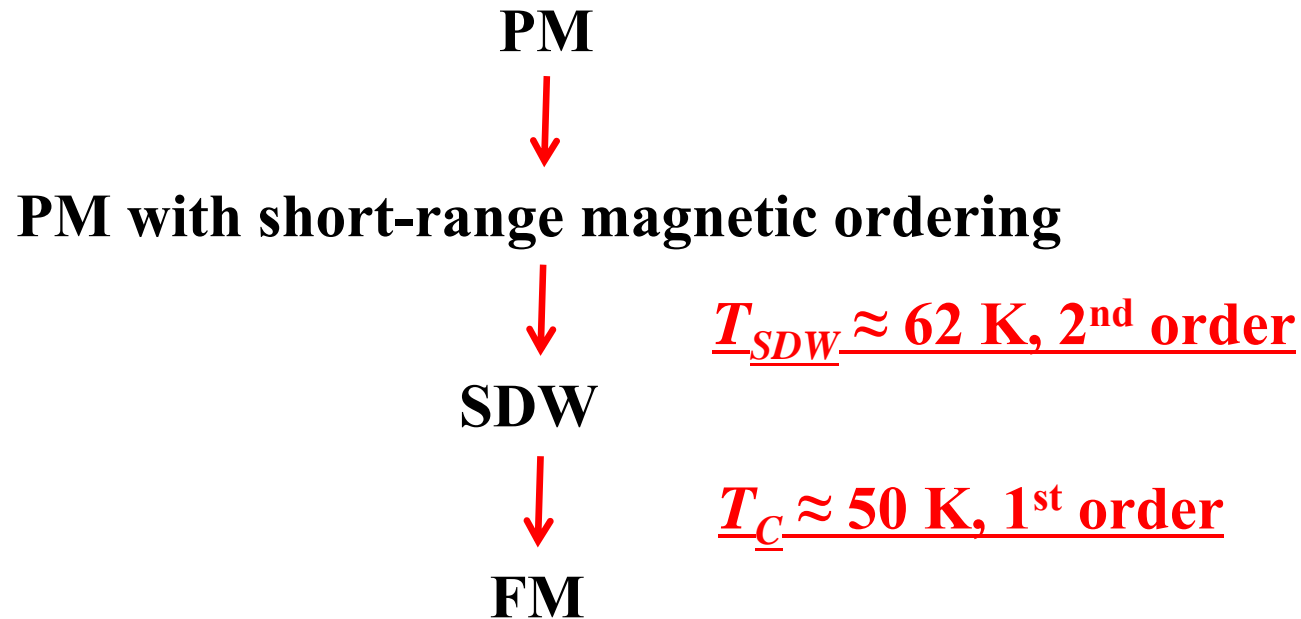 PM
PM with short-range magnetic ordering
T_SDW ≈ 62 K, 2nd order
SDW
T_C ≈ 50 K, 1st order
FM